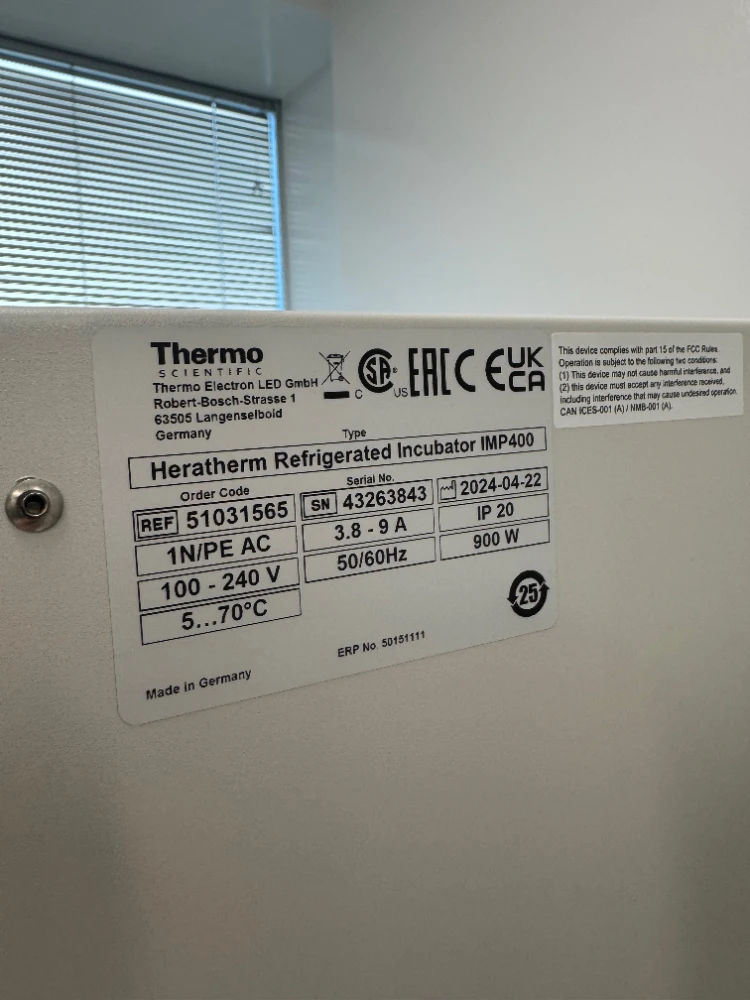 Thermo
SCIENTIFIC
Thermo Electron LED GmbH
Robert-Bosch-Strasse 1
63505 Langenselbold
Germany
C SA® US EAC CE UK CA
Type
Heratherm Refrigerated Incubator IMP400
Order Code Serial No.
REF 51031565 SN 43263843 2024-04-22
1N/PE AC 3.8 - 9 A IP 20
100 - 240 V 50/60Hz 900 W
5...70°C
25
ERP No. 50151111
Made in Germany
This device complies with part 15 of the FCC Rules.
Operation is subject to the following two conditions:
(1) This device may not cause harmful interference, and
(2) this device must accept any interference received,
including interference that may cause undesired operation.
CAN ICES-001 (A) / NMB-001 (A).